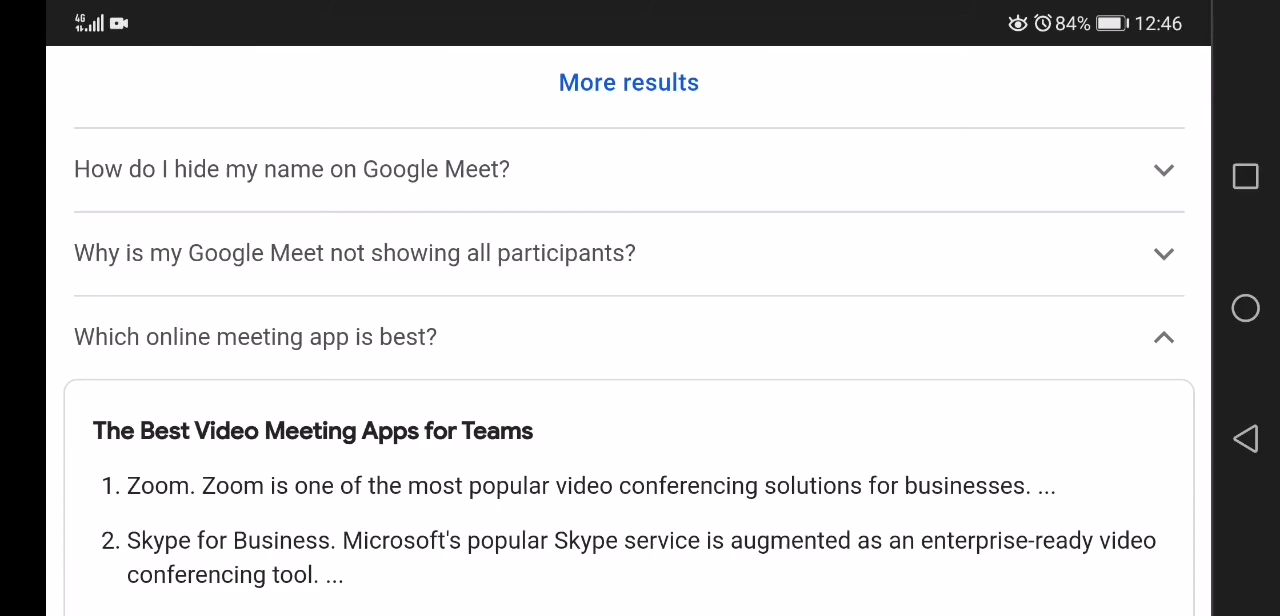 4G 84% 12:46
More results
How do I hide my name on Google Meet?
Why is my Google Meet not showing all participants?
Which online meeting app is best?
The Best Video Meeting Apps for Teams
1. Zoom. Zoom is one of the most popular video conferencing solutions for businesses. ...
2. Skype for Business. Microsoft's popular Skype service is augmented as an enterprise-ready video
conferencing tool. ...